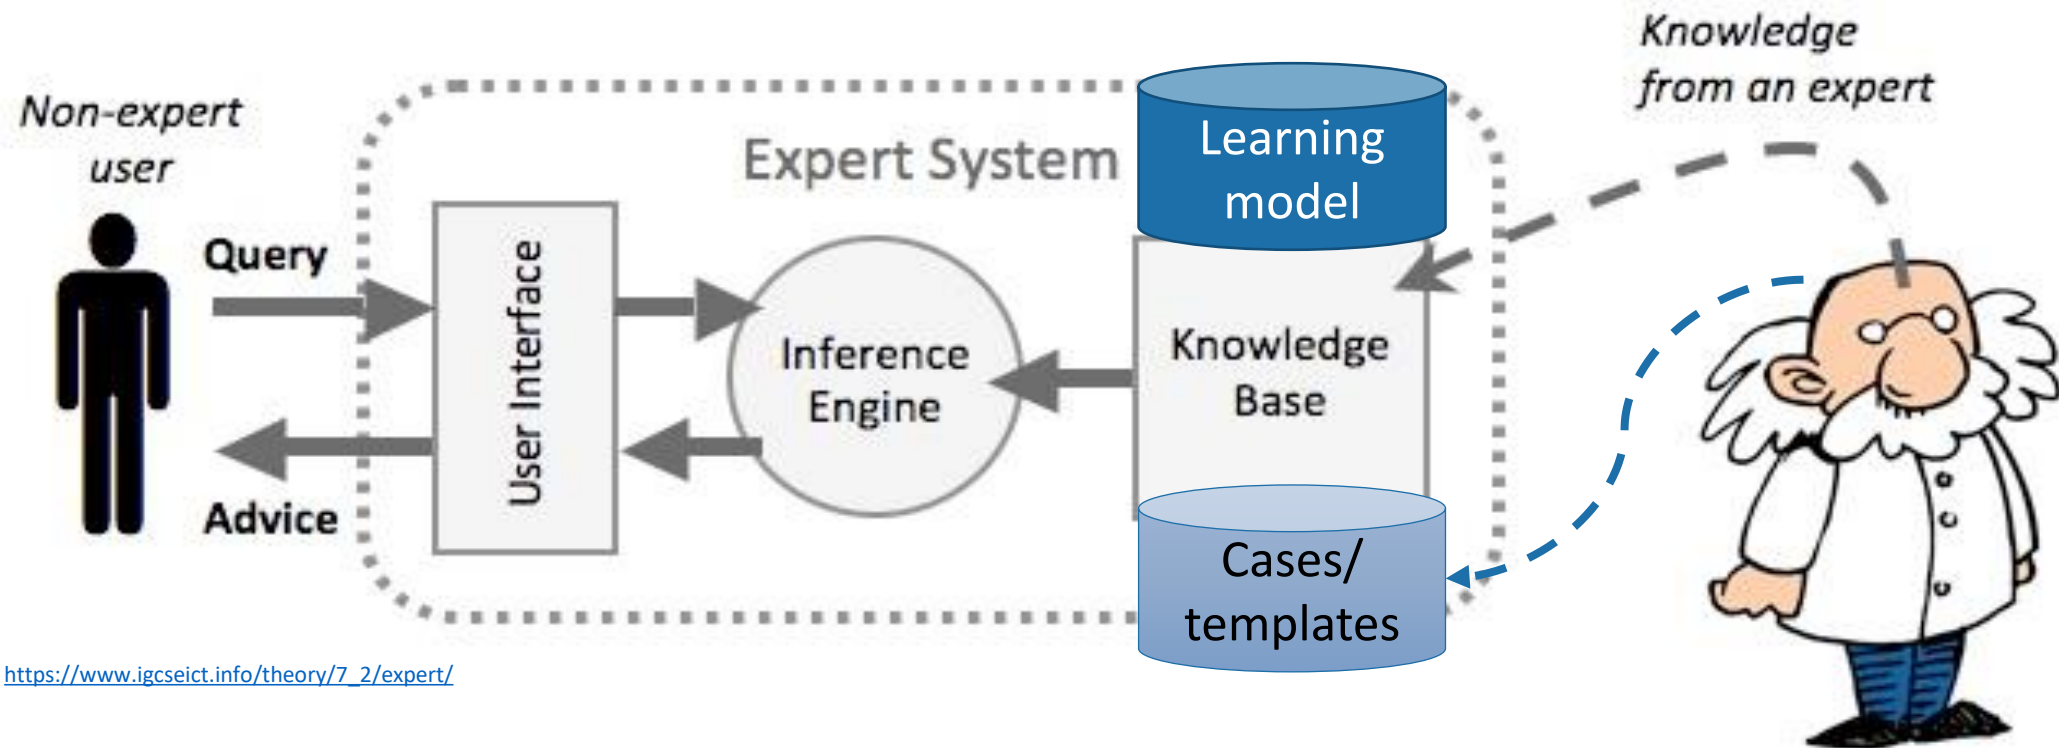 Knowledge
from an expert
Non-expert
user
Expert System
Learning
model
Query
User Interface
Inference
Engine
Knowledge
Base
Advice
Cases/
templates
https://www.igcseict.info/theory/7_2/expert/